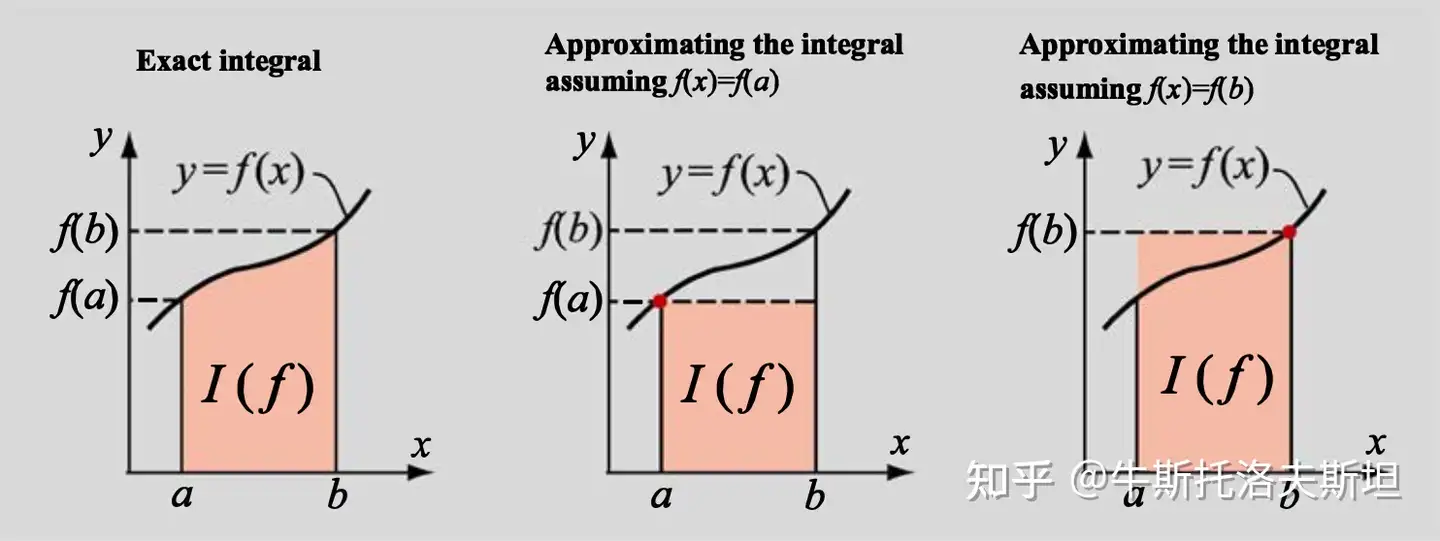 Exact integral
y
y=f(x)
f(b)
f(a)
I(f)
x
a
b
Approximating the integral
assuming f(x)=f(a)
y
y=f(x)
f(b)
f(a)
I(f)
x
a
b
Approximating the integral
assuming f(x)=f(b)
y
y=f(x)
f(b)
I(f)
x
a
b
知乎 @牛斯托洛夫斯坦